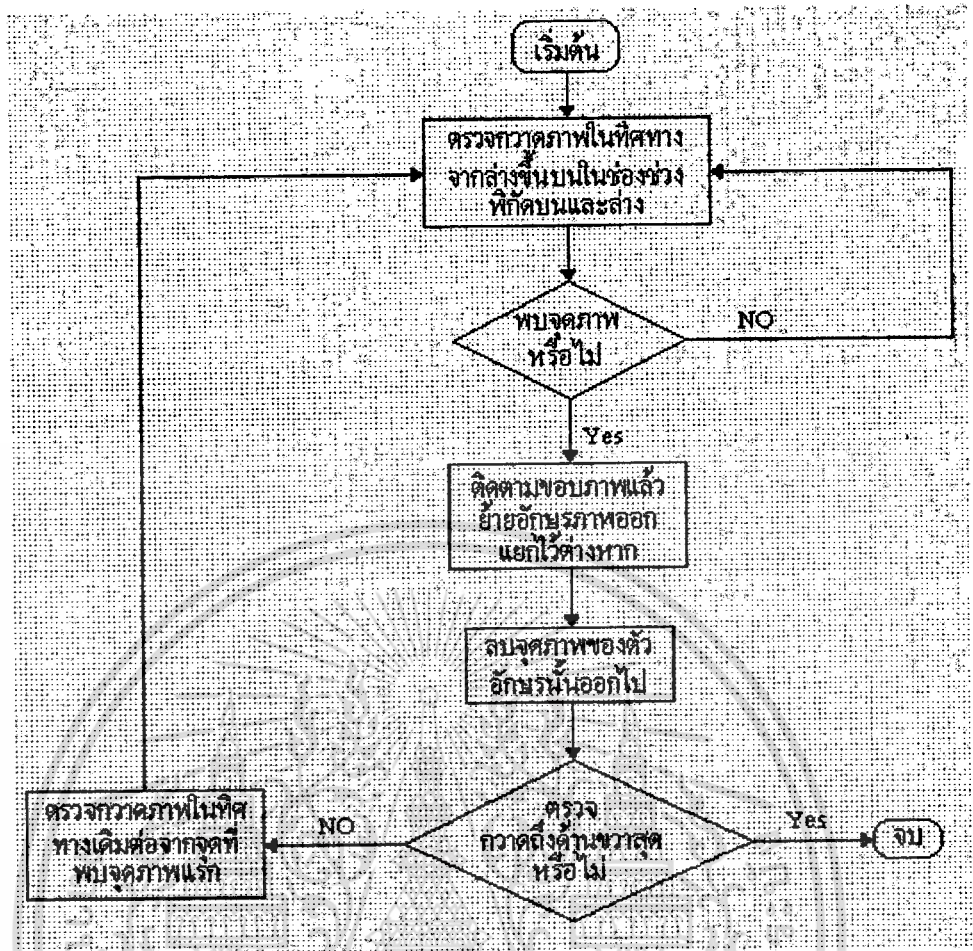 เริ่มต้น
ตรวจกวาดภาพในทิศทาง
จากล่างขึ้นบนในช่องช่วง
พิกัดบนและล่าง
พบจุดภาพ
หรือไม่
NO
Yes
ติดตามขอบภาพแล้ว
ย้ายอักษรภาพออก
แยกไว้ต่างหาก
ลบจุดภาพของตัว
อักษรนั้นออกไป
ตรวจ
กวาดถึงด้านขวาสุด
หรือไม่
NO
Yes
ตรวจกวาดภาพในทิศ
ทางเดิมต่อจากจุดที่
พบจุดภาพแรก
จบ